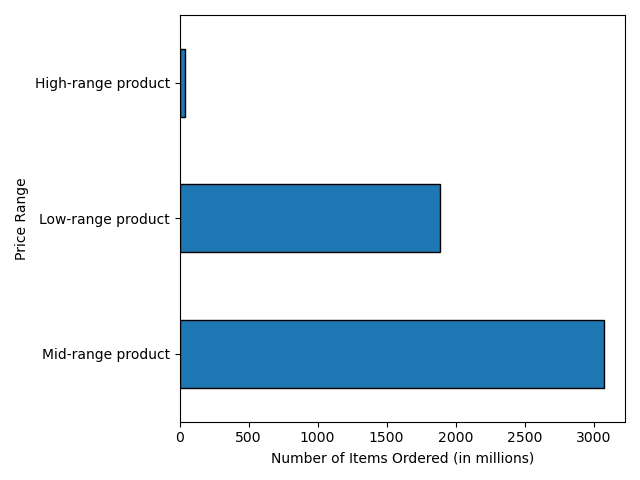 High-range product
Low-range product
Mid-range product
Price Range
0 500 1000 1500 2000 2500 3000
Number of Items Ordered (in millions)